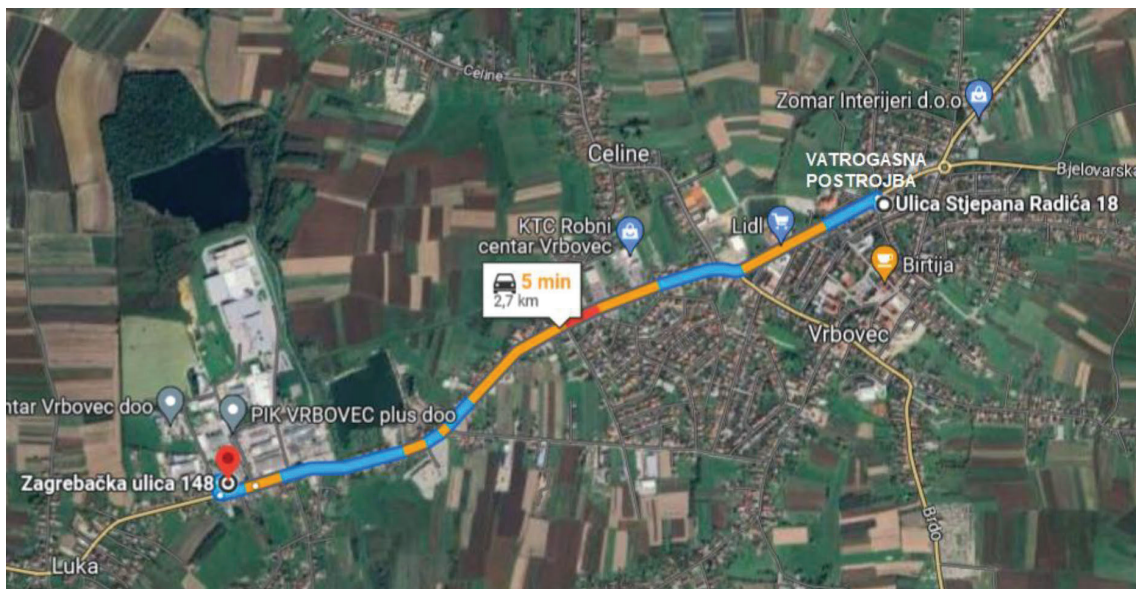 Celine
Zomar Interijeri d.o.o
Celine
VATROGASNA
POSTROJBA
Bjelovarska
Ulica Stjepana Radića 18
KTC Robni
centar Vrbovec
Lidl
Birtija
5 min
2,7 km
Vrbovec
ntar Vrbovec doo
PIK VRBOVEC plus doo
Zagrebačka ulica 148
Brdo
Luka